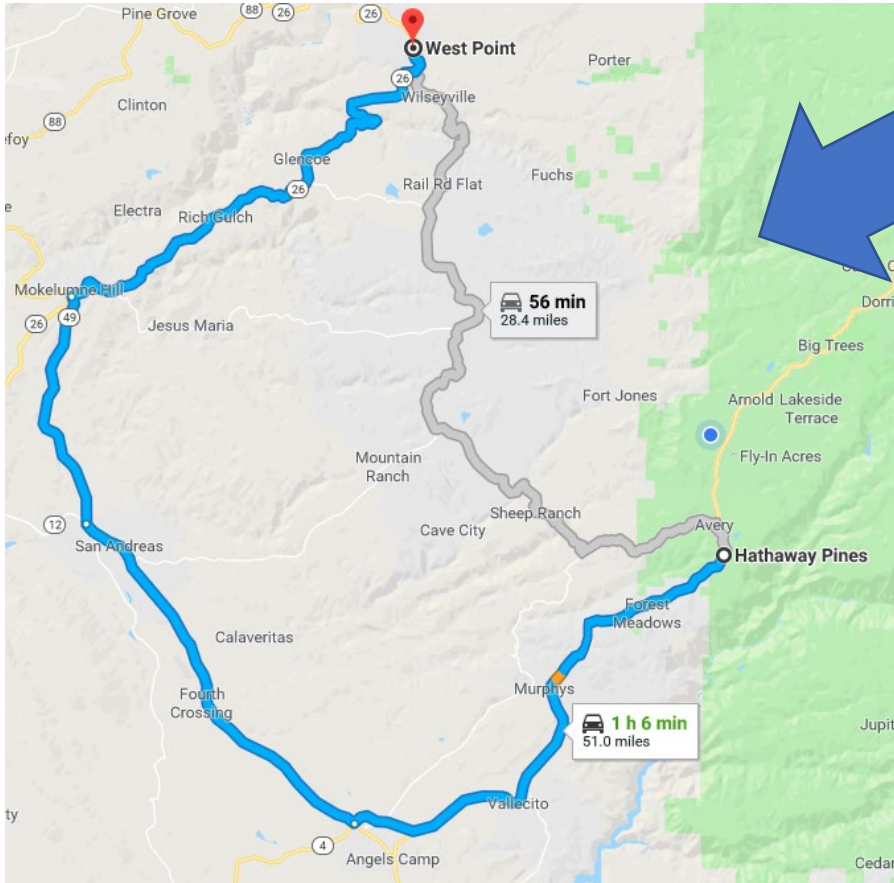 Pine Grove
88
26
26
West Point
Porter
26
Wilseyville
Clinton
88
Glencoe
26
Rail Rd Flat
Fuchs
Electra
Rich Gulch
Mokelumne Hill
26
49
Jesus Maria
56 min
28.4 miles
Dorri
Big Trees
Fort Jones
Arnold
Lakeside
Terrace
Mountain
Ranch
Fly-In Acres
Sheep Ranch
Cave City
12
San Andreas
Avery
Hathaway Pines
Forest
Meadows
Calaveritas
Fourth
Crossing
Murphys
1 h 6 min
51.0 miles
Jupit
Vallecito
ty
4
Angels Camp
Cedar